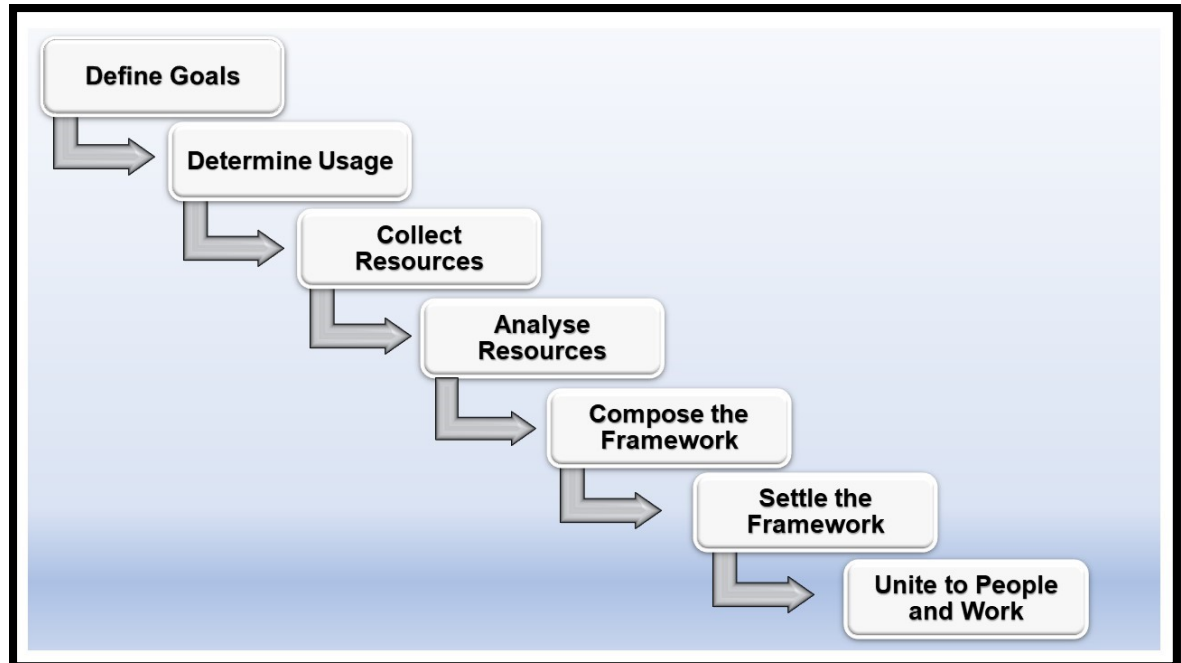 Define Goals
Determine Usage
Collect
Resources
Analyse
Resources
Compose the
Framework
Settle the
Framework
Unite to People
and Work